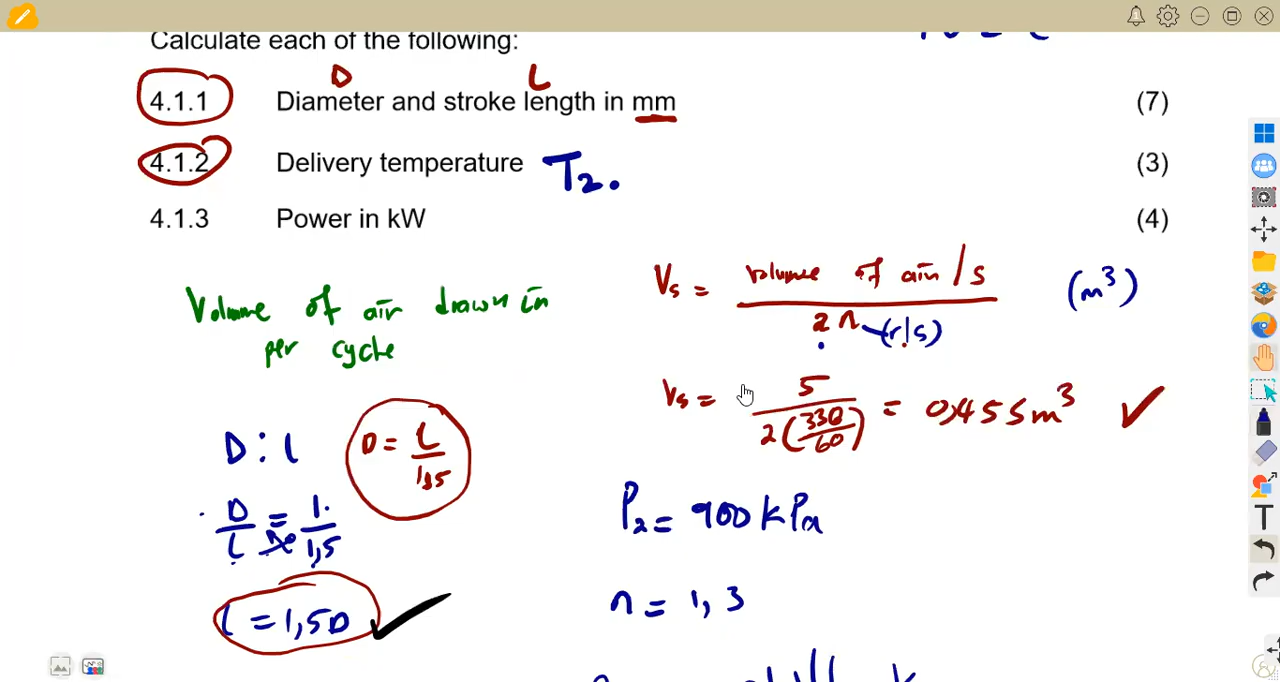 Calculate each of the following:
D L
4.1.1 Diameter and stroke length in mm (7)
4.1.2 Delivery temperature T2. (3)
4.1.3 Power in kW (4)
Vs = volume of air/s / 2n (r/s) (m³)
Volume of air drawn in
per cycle
Vs = 5 / 2(330/60) = 0,455m³ ✓
D : L
D = L/1,5
D/L = 1/1,5
P2 = 900 kPa
n = 1,3
L = 1,5D ✓
T